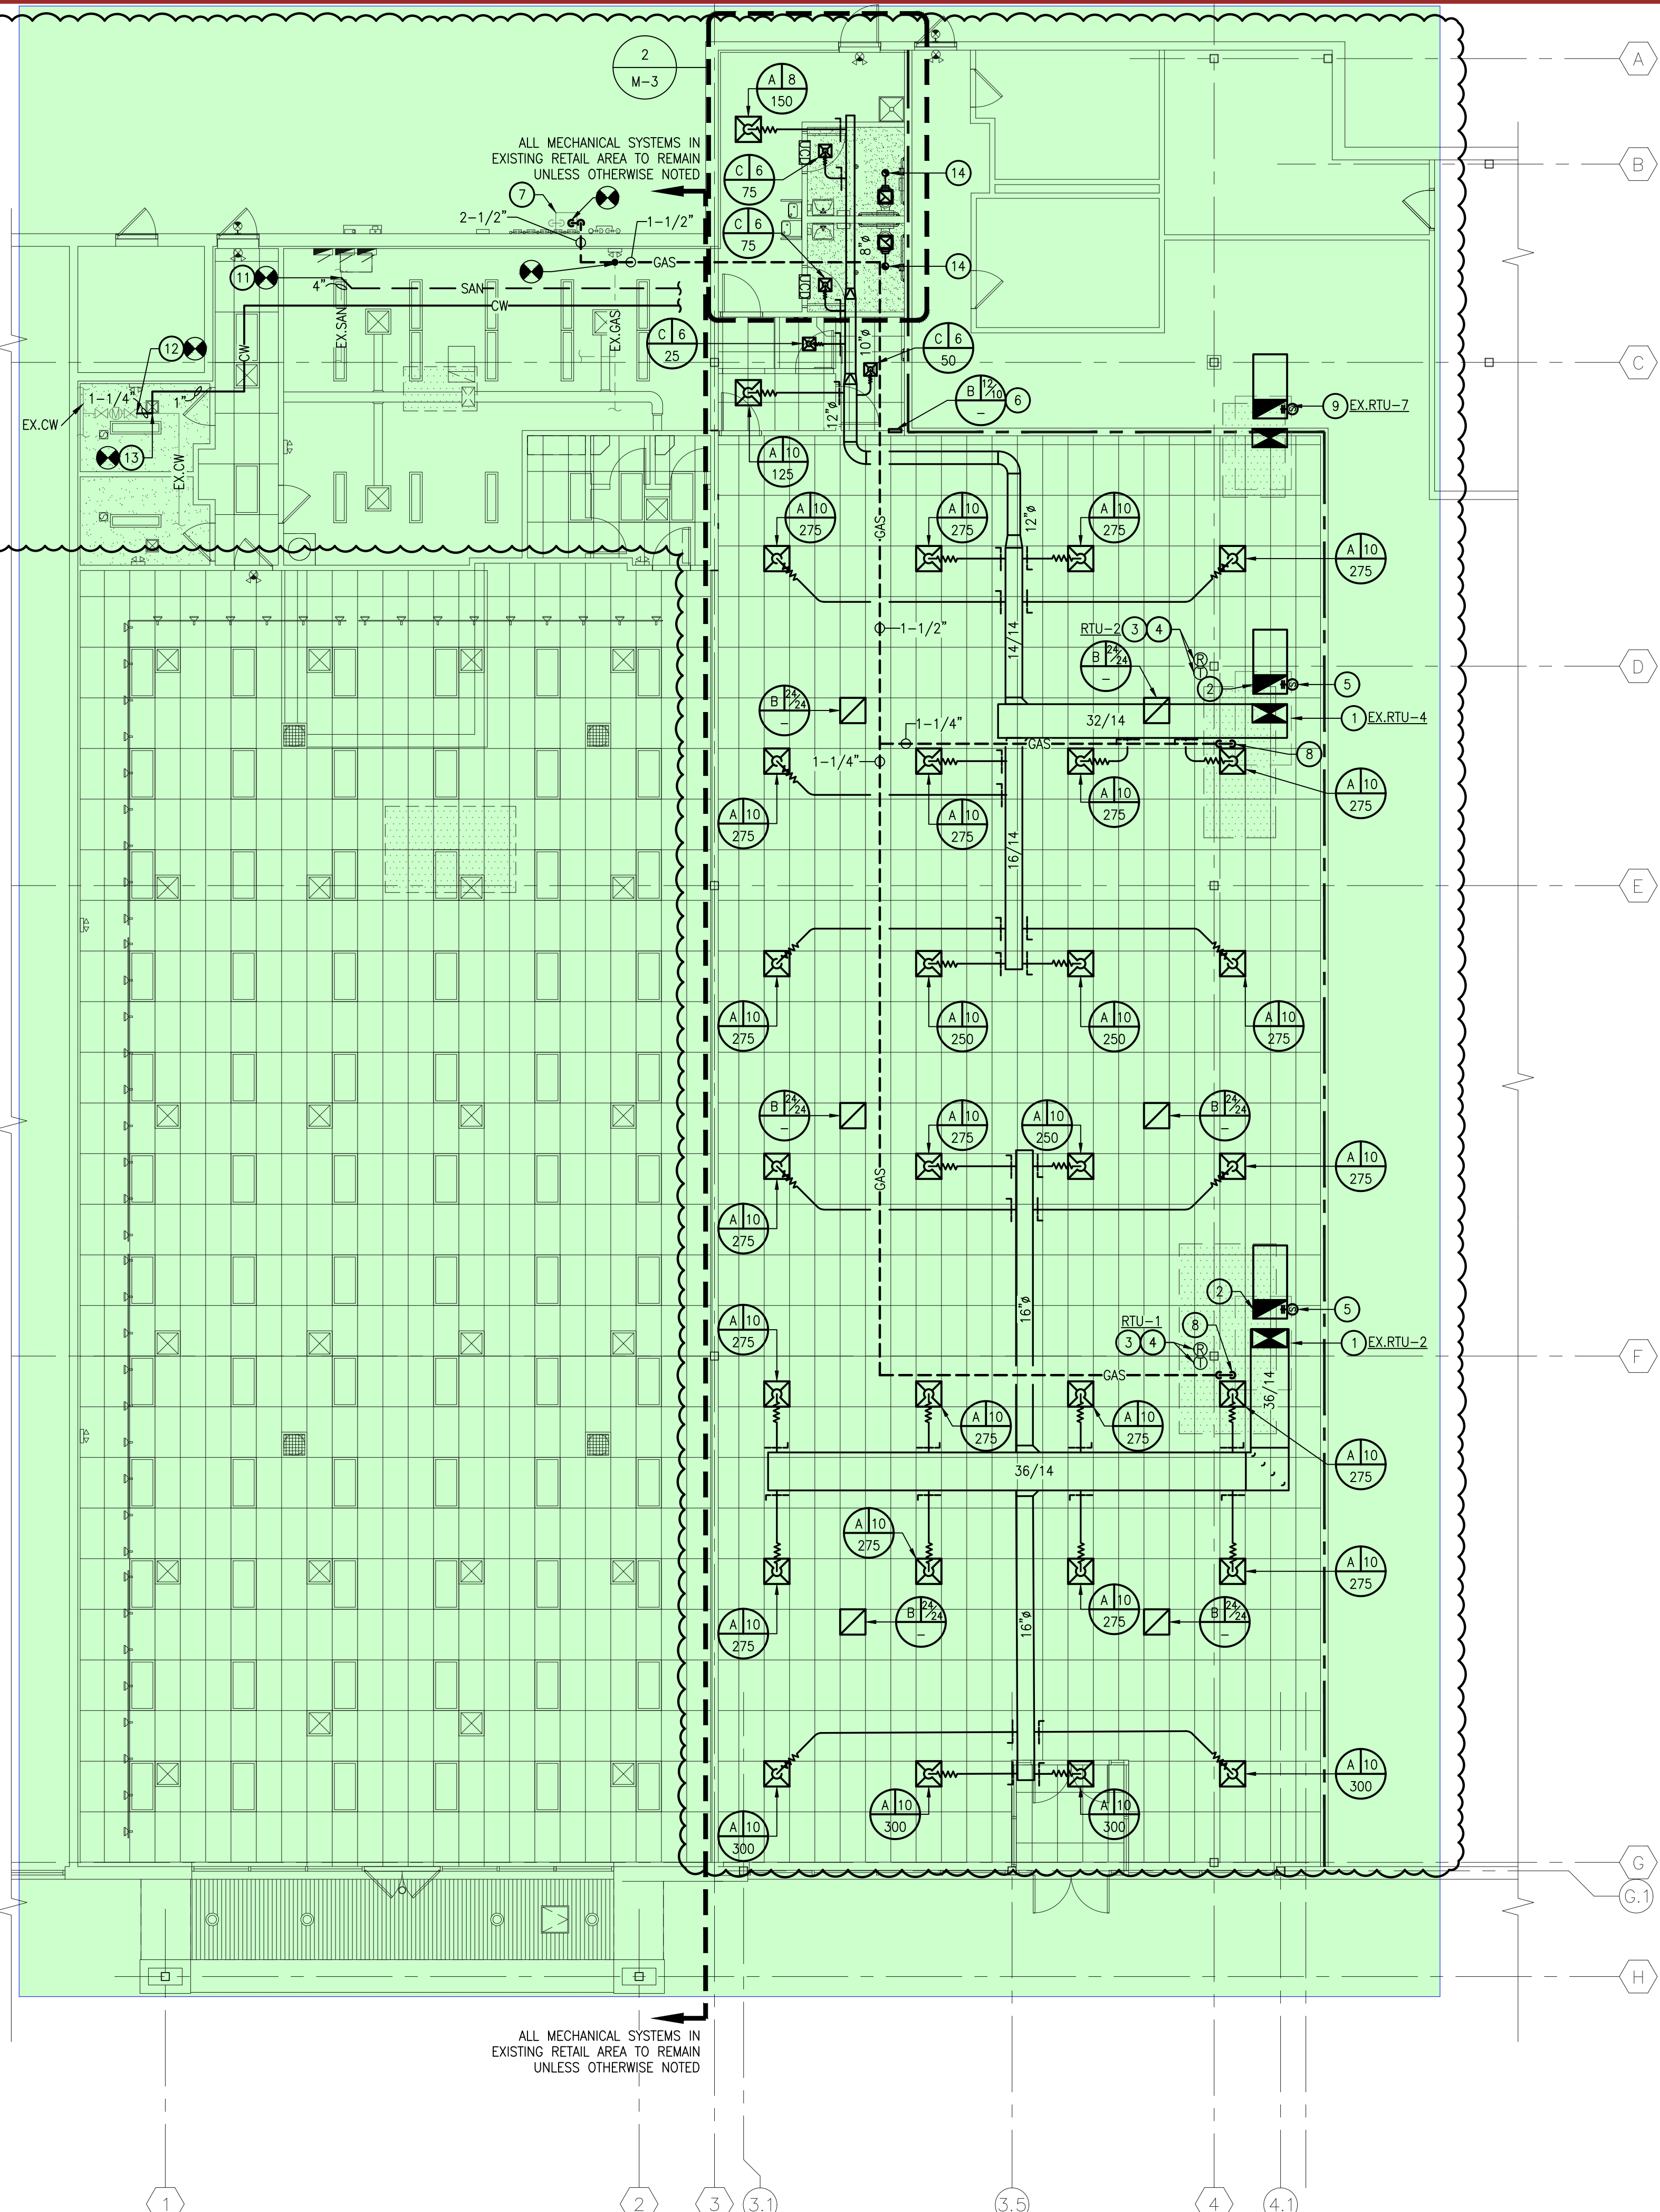 2
M-3
A 8
150
ALL MECHANICAL SYSTEMS IN
EXISTING RETAIL AREA TO REMAIN
UNLESS OTHERWISE NOTED
A
B
C 6
75
14
7
2-1/2"
1-1/2"
C 6
75
8"ø
GAS
14
11
4"
SAN
CW
EX.SAN
EX.GAS
C 6
25
10"ø
C 6
50
C
12
CW
1-1/4"
1"
EX.CW
12"ø
B 12/10
-
6
9
EX.RTU-7
13
EX.CW
A 10
125
A 10
275
A 10
275
A 10
275
12"ø
GAS
A 10
275
1-1/2"
14/14
RTU-2
3
4
R
T
D
B 24/24
-
2
5
B 24/24
-
1-1/4"
32/14
1
EX.RTU-4
GAS
8
1-1/4"
A 10
275
A 10
275
A 10
275
A 10
275
16/14
E
A 10
275
A 10
250
A 10
250
A 10
275
B 24/24
-
A 10
275
A 10
250
B 24/24
-
GAS
A 10
275
A 10
275
2
16"ø
5
A 10
275
RTU-1
8
3
4
R
T
1
EX.RTU-2
F
GAS
36/14
A 10
275
A 10
275
A 10
275
36/14
A 10
275
A 10
275
A 10
275
A 10
275
B 24/24
-
B 24/24
-
16"ø
A 10
300
A 10
300
A 10
300
A 10
300
G
G.1
H
ALL MECHANICAL SYSTEMS IN
EXISTING RETAIL AREA TO REMAIN
UNLESS OTHERWISE NOTED
1
2
3
3.1
3.5
4
4.1